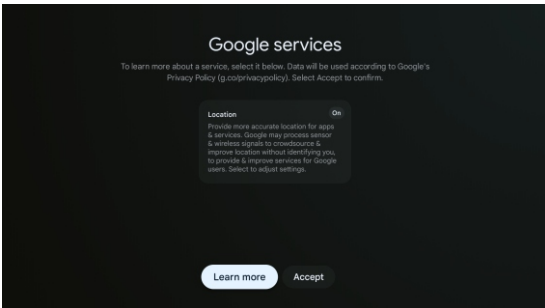 Google services
To learn more about a service, select it below. Data will be used according to Google's
Privacy Policy (g.co/privacypolicy). Select Accept to confirm.
Location
On
Provide more accurate location for apps
& services. Google may process sensor
& wireless signals to crowdsource &
improve location without identifying you,
to provide & improve services for Google
users. Select to adjust settings.
Learn more
Accept